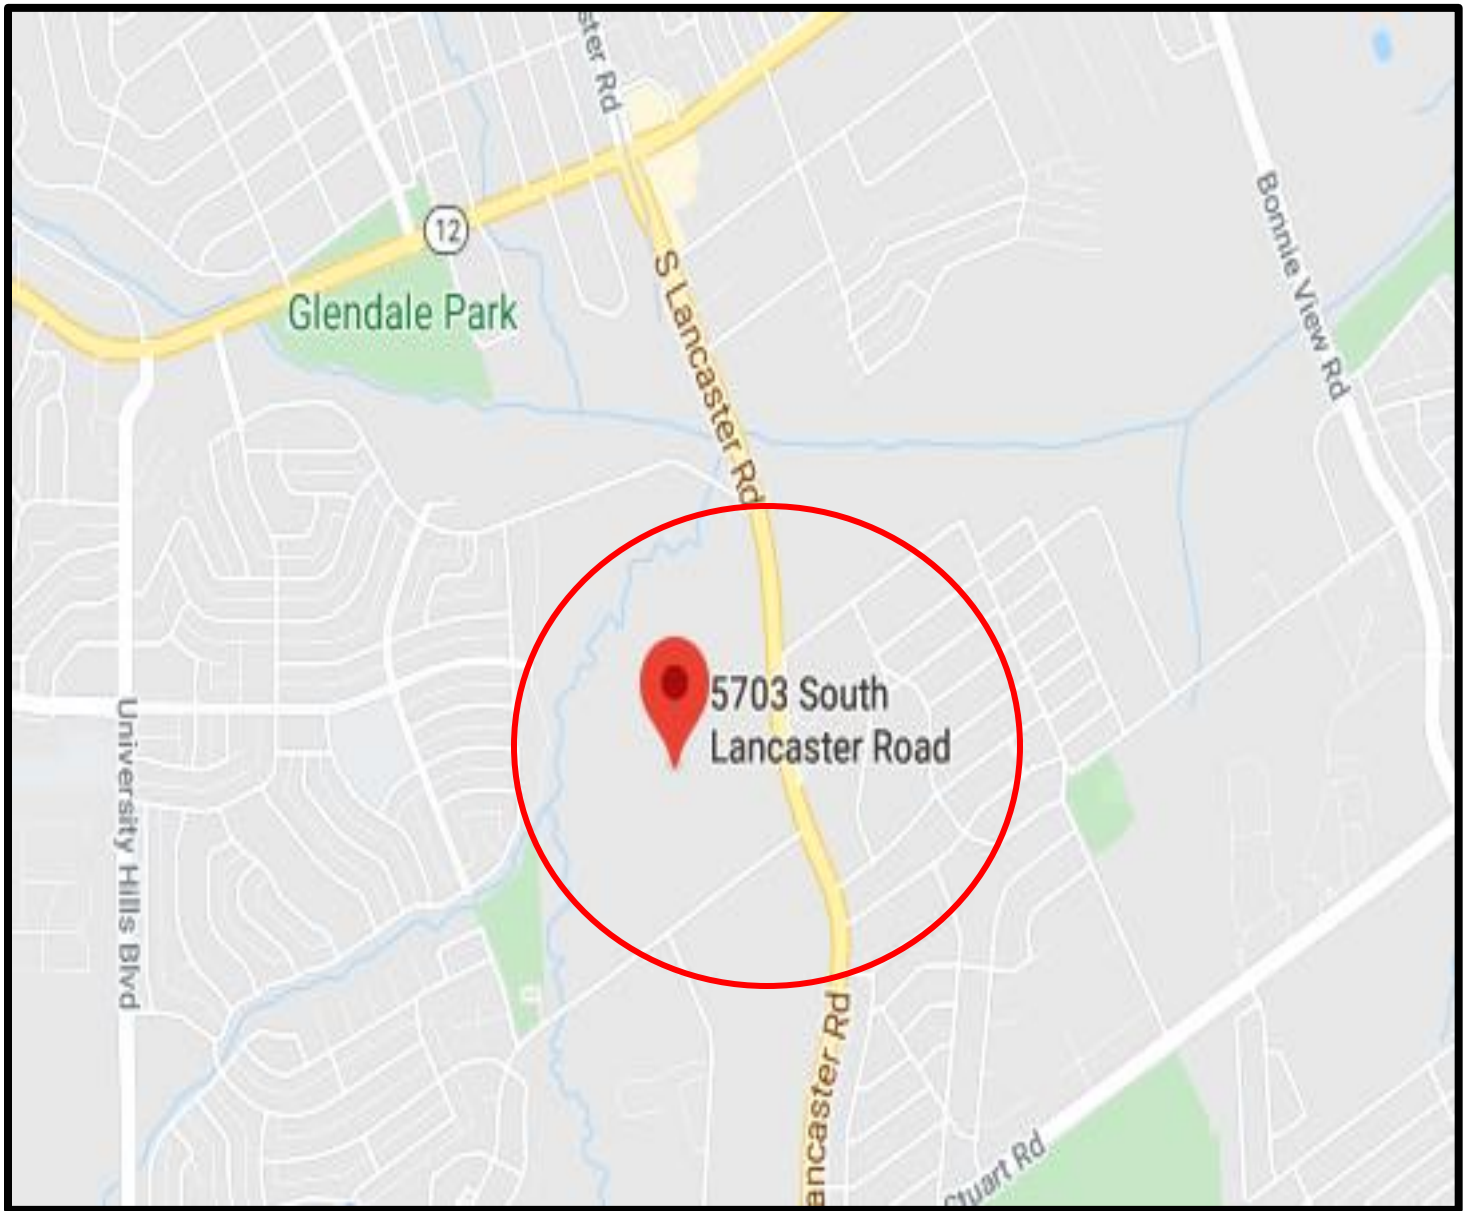 ster Rd
12
Glendale Park
S Lancaster Rd
Bonnie View Rd
5703 South
Lancaster Road
University Hills Blvd
ancaster Rd
Stuart Rd